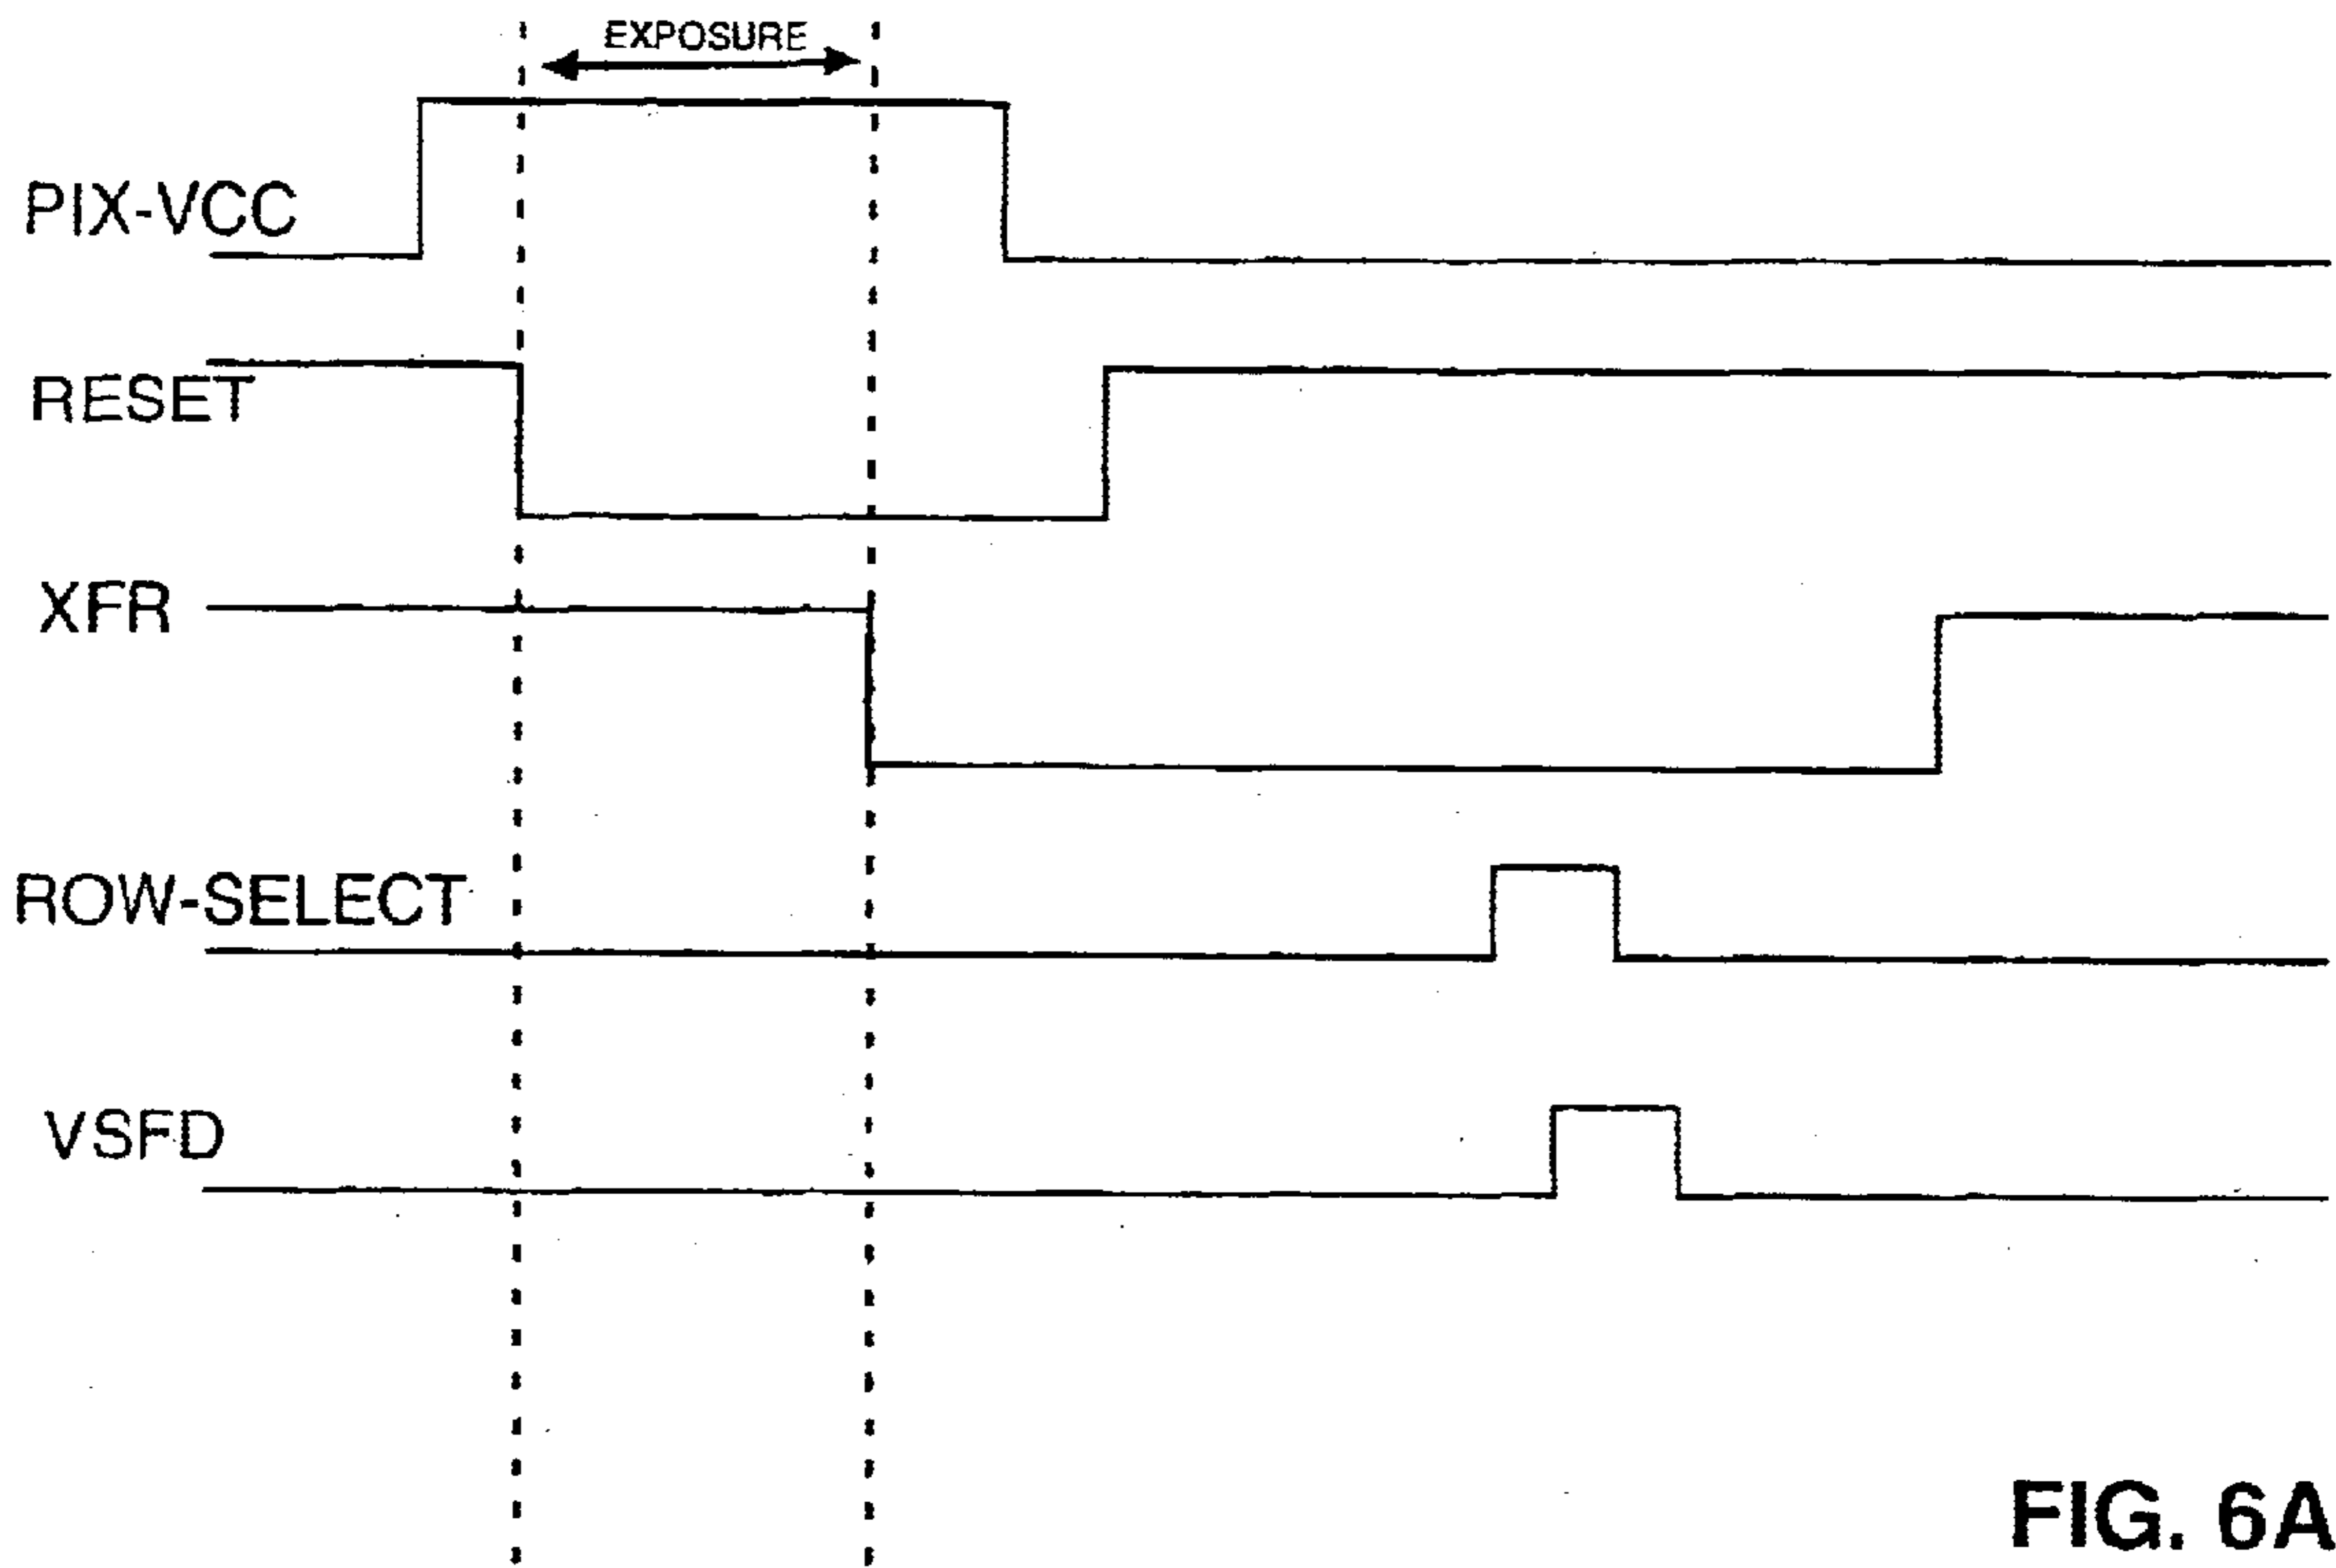 EXPOSURE
PIX-VCC
RESET
XFR
ROW-SELECT
VSFD
FIG. 6A